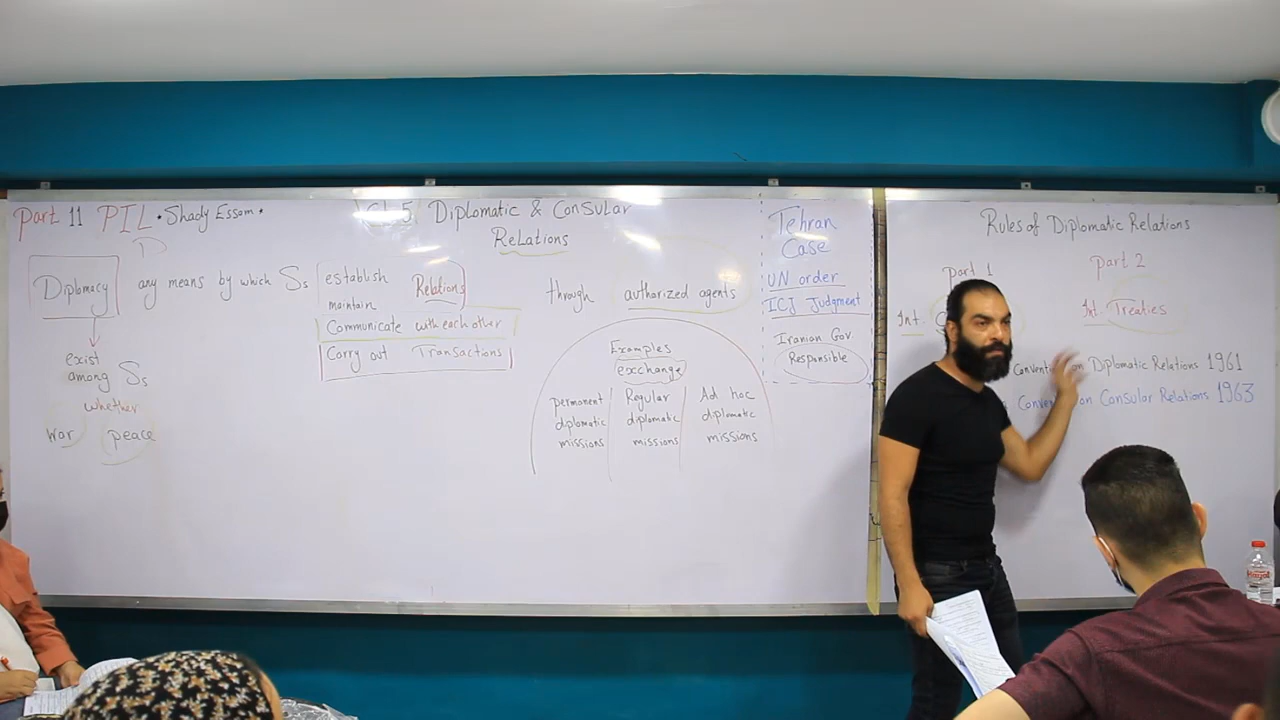 Part 11 PIL • Shady Essam •
Ch 5 Diplomatic & Consular
Relations
Diplomacy any means by which Ss
exist
among Ss
whether
War peace
establish
maintain Relations
Communicate with each other
Carry out Transactions
through authorized agents
Examples
exchange
permanent
diplomatic
missions
Regular
diplomatic
missions
Ad hoc
diplomatic
missions
Tehran
Case
UN order
ICJ Judgment
Iranian Gov
Responsible
Rules of Diplomatic Relations
Part 1
Int.
Part 2
Int. Treaties
on Diplomatic Relations 1961
on Consular Relations 1963
Hayat